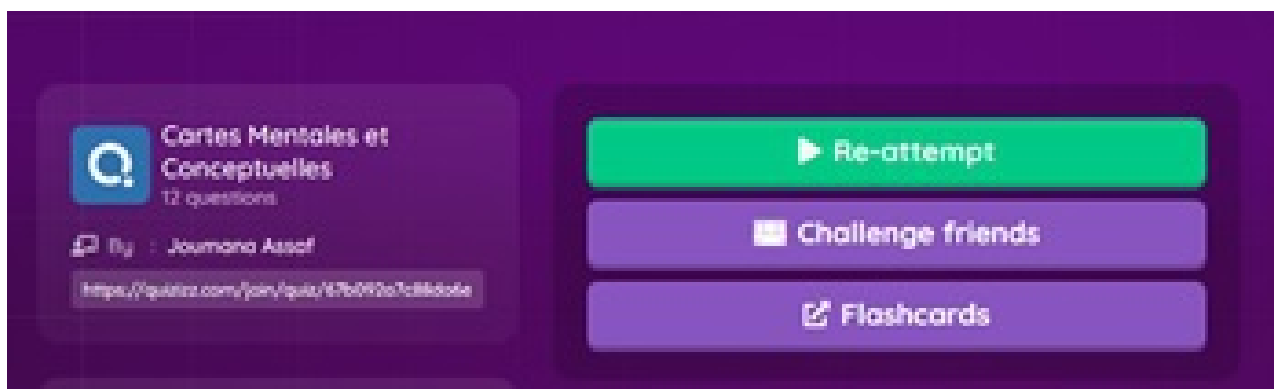 Cartes Mentales et
Conceptuelles
12 questions
By : Joumana Assaf
Re-attempt
Challenge friends
Flashcards